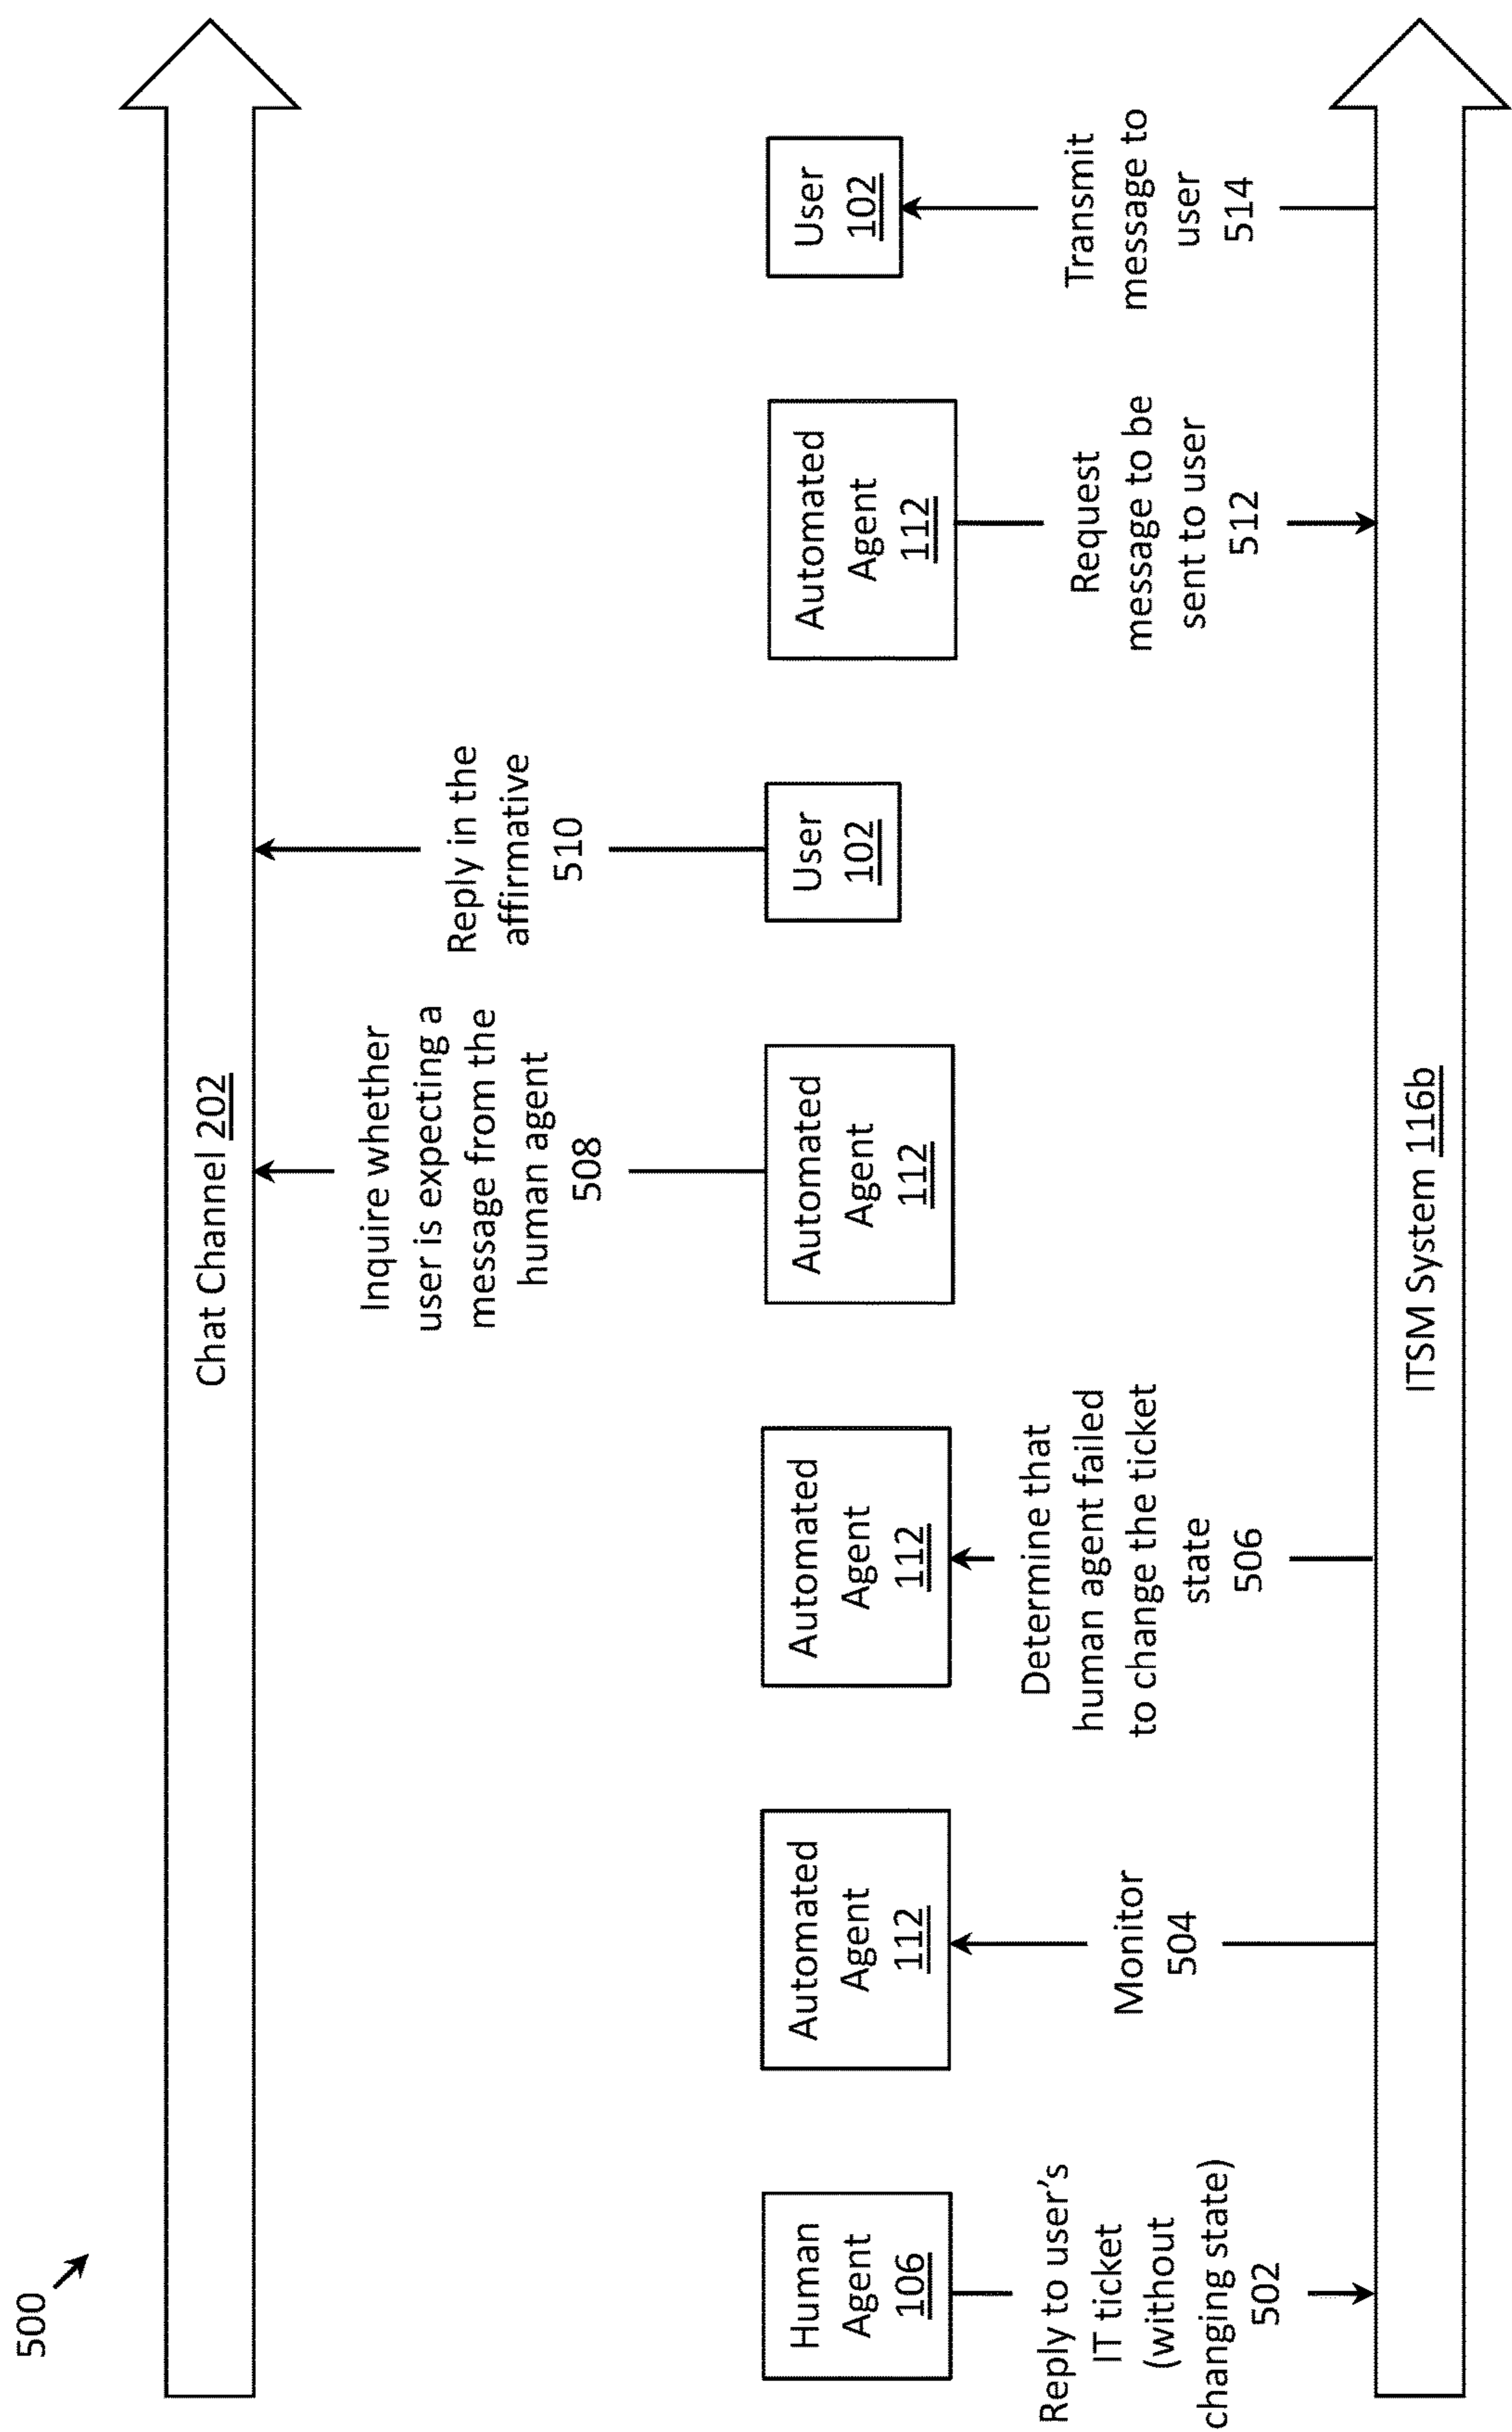 500
Chat Channel 202
Inquire whether
user is expecting a
message from the
human agent
508
Reply in the
affirmative
510
Human
Agent
106
Automated
Agent
112
Automated
Agent
112
Automated
Agent
112
User
102
Automated
Agent
112
User
102
Reply to user's
IT ticket
(without
changing state)
502
Monitor
504
Determine that
human agent failed
to change the ticket
state
506
Request
message to be
sent to user
512
Transmit
message to
user
514
ITSM System 116b